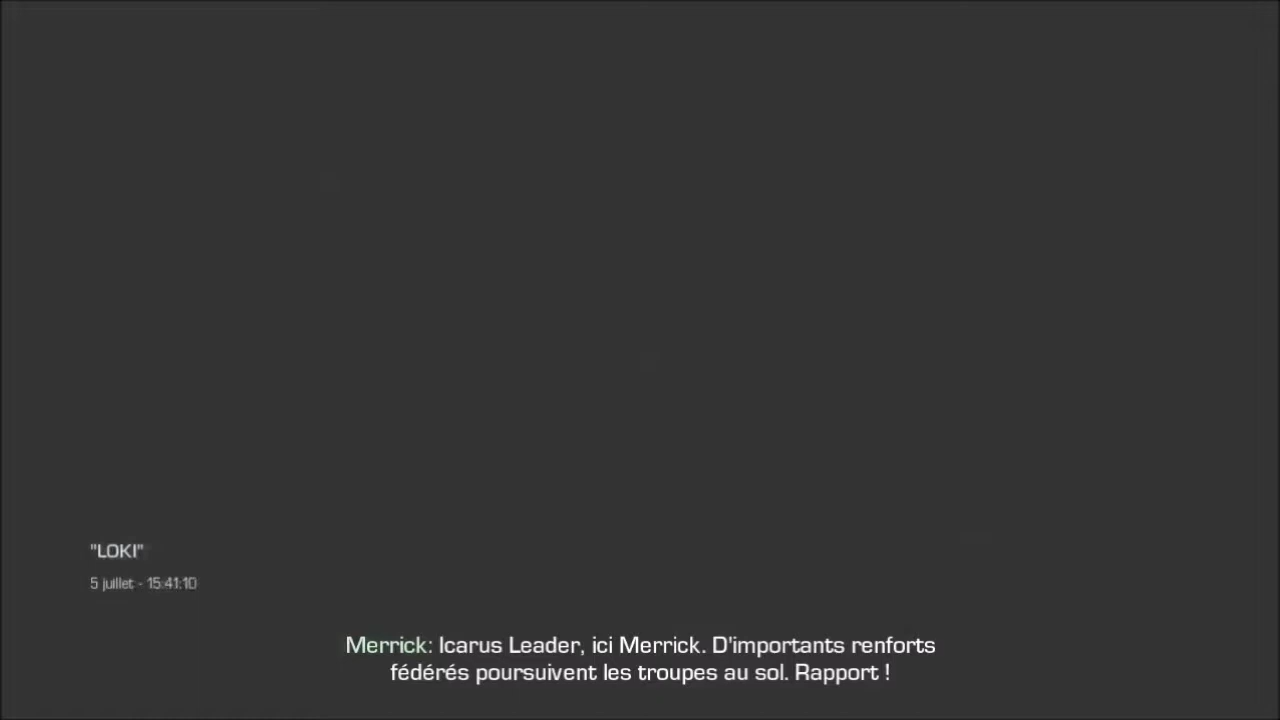 "LOKI"
5 juillet - 15:41:10
Merrick: Icarus Leader, ici Merrick. D'importants renforts
fédérés poursuivent les troupes au sol. Rapport !